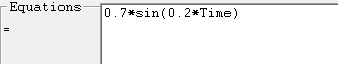 Equations
0.7*sin(0.2*Time)
=